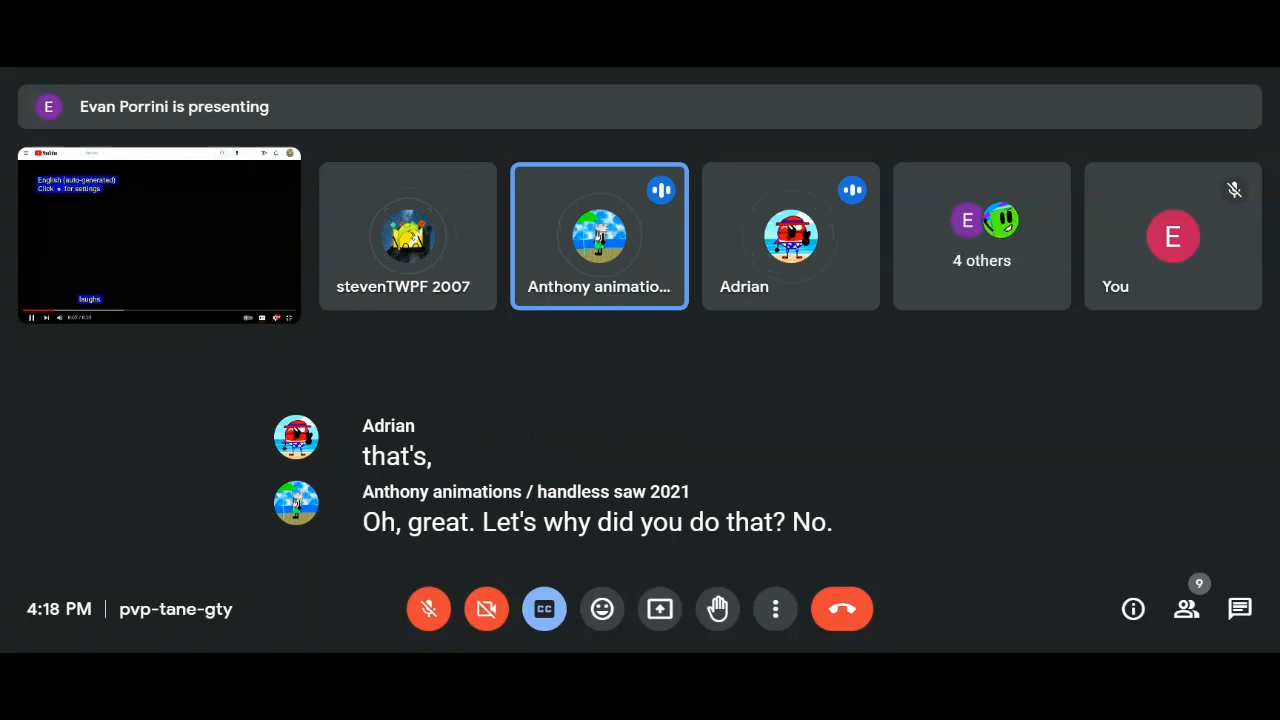 E Evan Porrini is presenting
YouTube
English (auto-generated)
Click for settings
laughs
stevenTWPF 2007
Anthony animatio...
Adrian
E
4 others
E
You
Adrian
that's,
Anthony animations / handless saw 2021
Oh, great. Let's why did you do that? No.
4:18 PM | pvp-tane-gty
CC
9